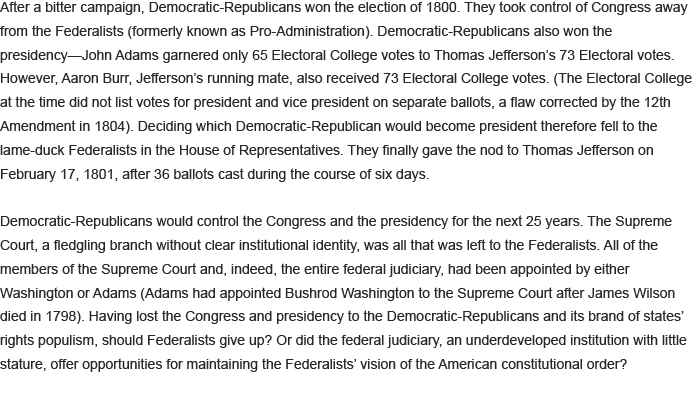 After a bitter campaign, Democratic-Republicans won the election of 1800. They took control of Congress away
from the Federalists (formerly known as Pro-Administration). Democratic-Republicans also won the
presidency—John Adams garnered only 65 Electoral College votes to Thomas Jefferson’s 73 Electoral votes.
However, Aaron Burr, Jefferson’s running mate, also received 73 Electoral College votes. (The Electoral College
at the time did not list votes for president and vice president on separate ballots, a flaw corrected by the 12th
Amendment in 1804). Deciding which Democratic-Republican would become president therefore fell to the
lame-duck Federalists in the House of Representatives. They finally gave the nod to Thomas Jefferson on
February 17, 1801, after 36 ballots cast during the course of six days.

Democratic-Republicans would control the Congress and the presidency for the next 25 years. The Supreme
Court, a fledgling branch without clear institutional identity, was all that was left to the Federalists. All of the
members of the Supreme Court and, indeed, the entire federal judiciary, had been appointed by either
Washington or Adams (Adams had appointed Bushrod Washington to the Supreme Court after James Wilson
died in 1798). Having lost the Congress and presidency to the Democratic-Republicans and its brand of states’
rights populism, should Federalists give up? Or did the federal judiciary, an underdeveloped institution with little
stature, offer opportunities for maintaining the Federalists’ vision of the American constitutional order?